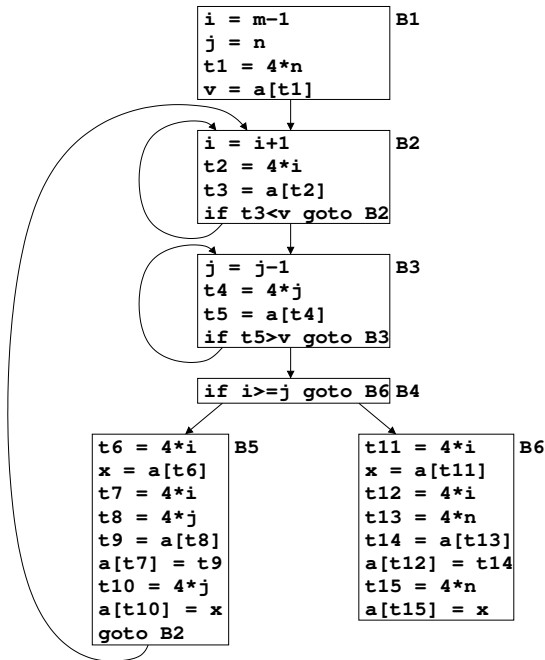 i = m-1 B1
j = n
t1 = 4*n
v = a[t1]
i = i+1 B2
t2 = 4*i
t3 = a[t2]
if t3<v goto B2
j = j-1 B3
t4 = 4*j
t5 = a[t4]
if t5>v goto B3
if i>=j goto B6 B4
t6 = 4*i B5
x = a[t6]
t7 = 4*i
t8 = 4*j
t9 = a[t8]
a[t7] = t9
t10 = 4*j
a[t10] = x
goto B2
t11 = 4*i B6
x = a[t11]
t12 = 4*i
t13 = 4*n
t14 = a[t13]
a[t12] = t14
t15 = 4*n
a[t15] = x